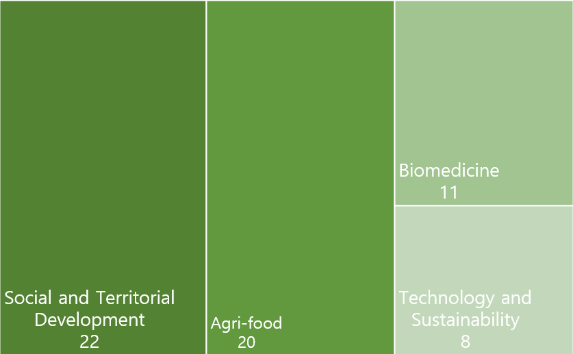 Social and Territorial
Development
22
Agri-food
20
Biomedicine
11
Technology and
Sustainability
8